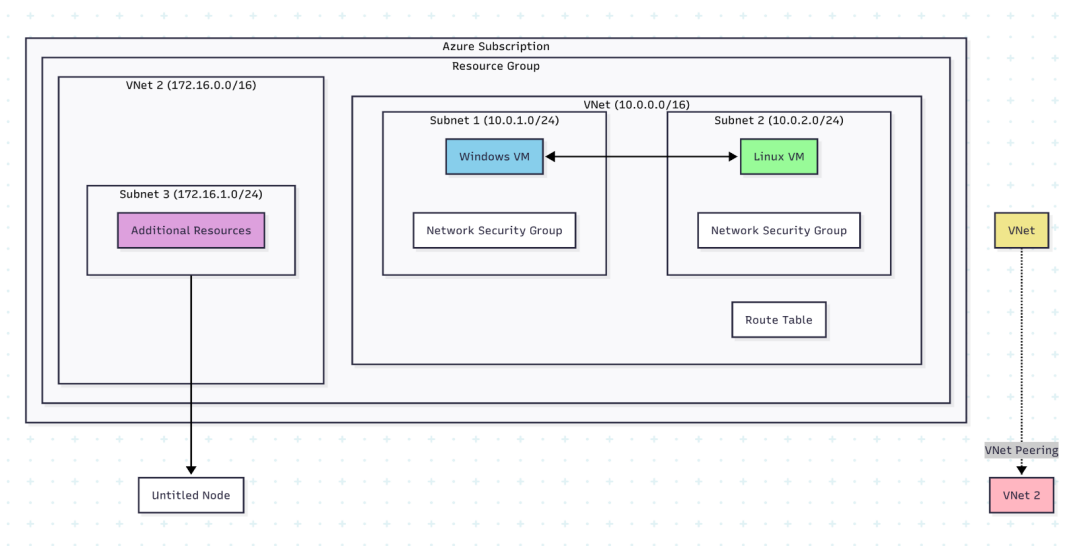 Azure Subscription
Resource Group
VNet 2 (172.16.0.0/16)
VNet (10.0.0.0/16)
Subnet 1 (10.0.1.0/24)
Subnet 2 (10.0.2.0/24)
Windows VM
Linux VM
Subnet 3 (172.16.1.0/24)
Additional Resources
Network Security Group
Network Security Group
VNet
Route Table
VNet Peering
Untitled Node
VNet 2